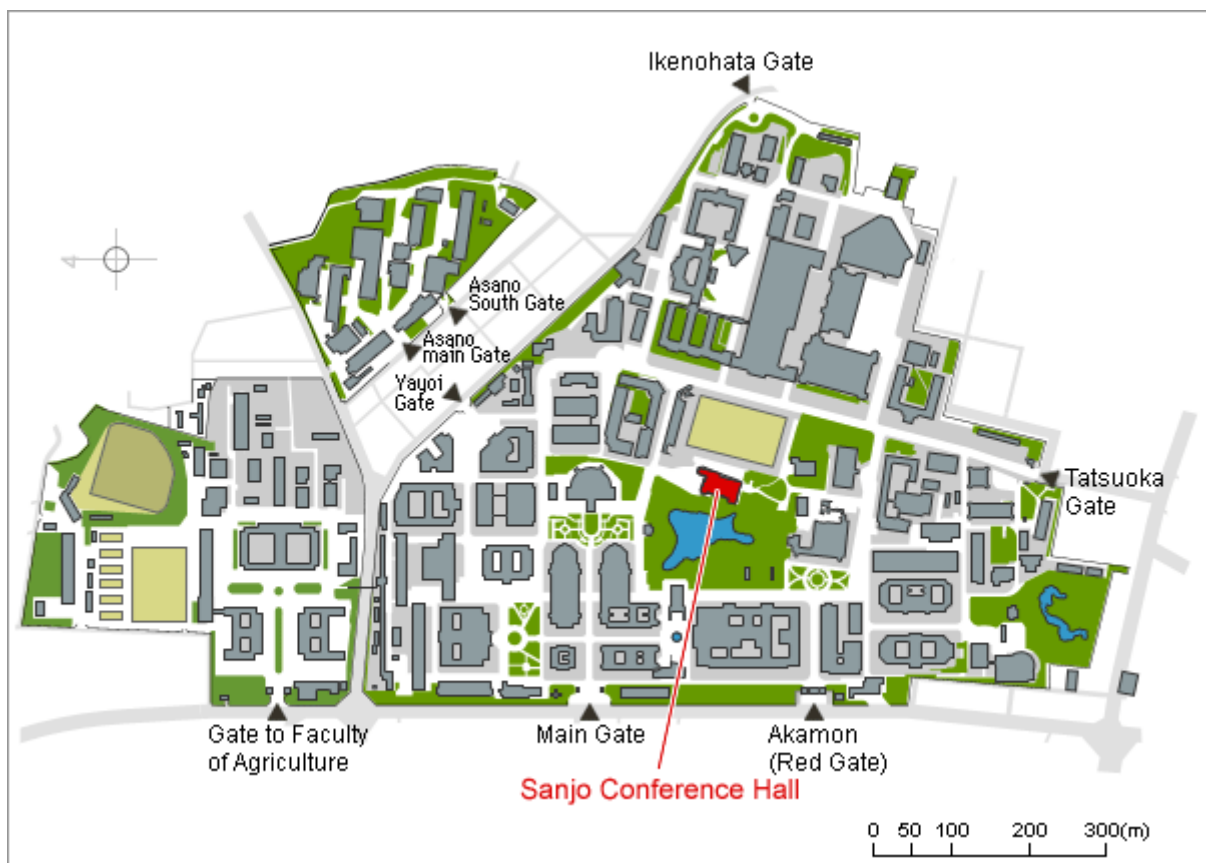 Ikenohata Gate
Asano
South Gate
Asano
main Gate
Yayoi
Gate
Tatsuoka
Gate
Gate to Faculty
of Agriculture
Main Gate
Akamon
(Red Gate)
Sanjo Conference Hall
0 50 100 200 300(m)